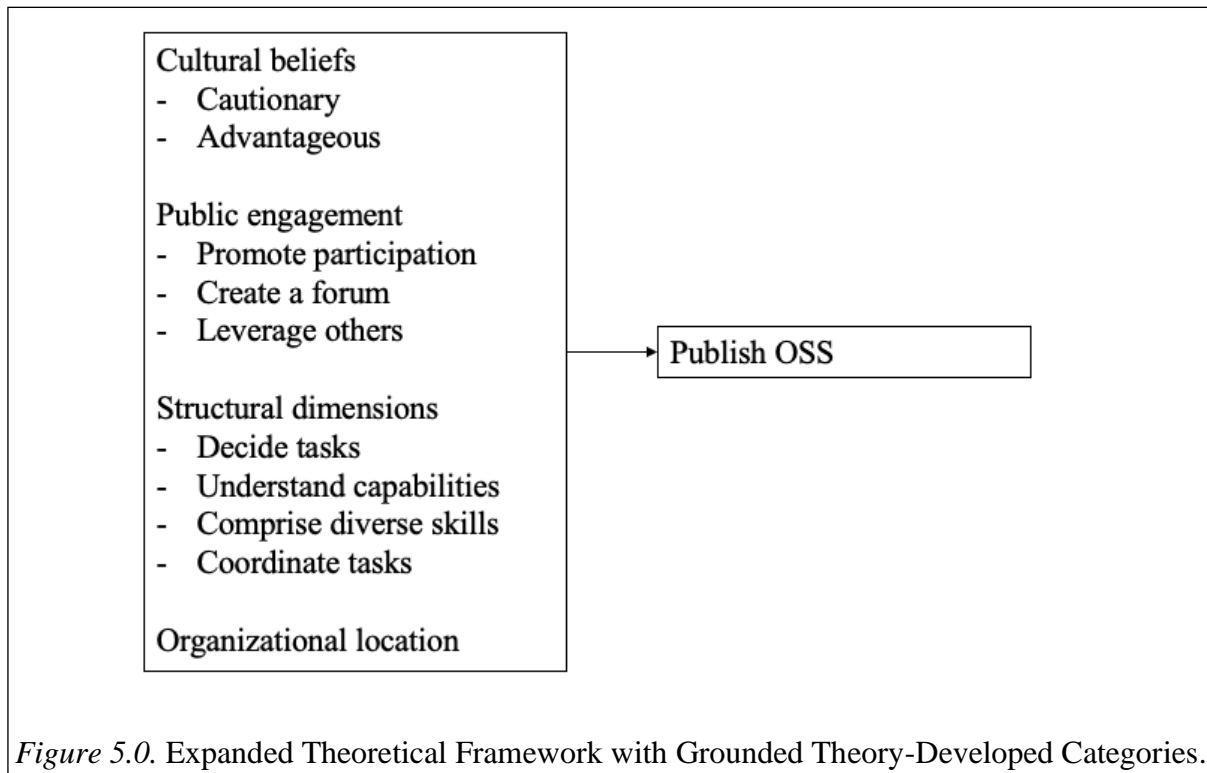 Cultural beliefs
- Cautionary
- Advantageous
Public engagement
- Promote participation
- Create a forum
- Leverage others
Structural dimensions
- Decide tasks
- Understand capabilities
- Comprise diverse skills
- Coordinate tasks
Organizational location
Publish OSS
Figure 5.0. Expanded Theoretical Framework with Grounded Theory-Developed Categories.